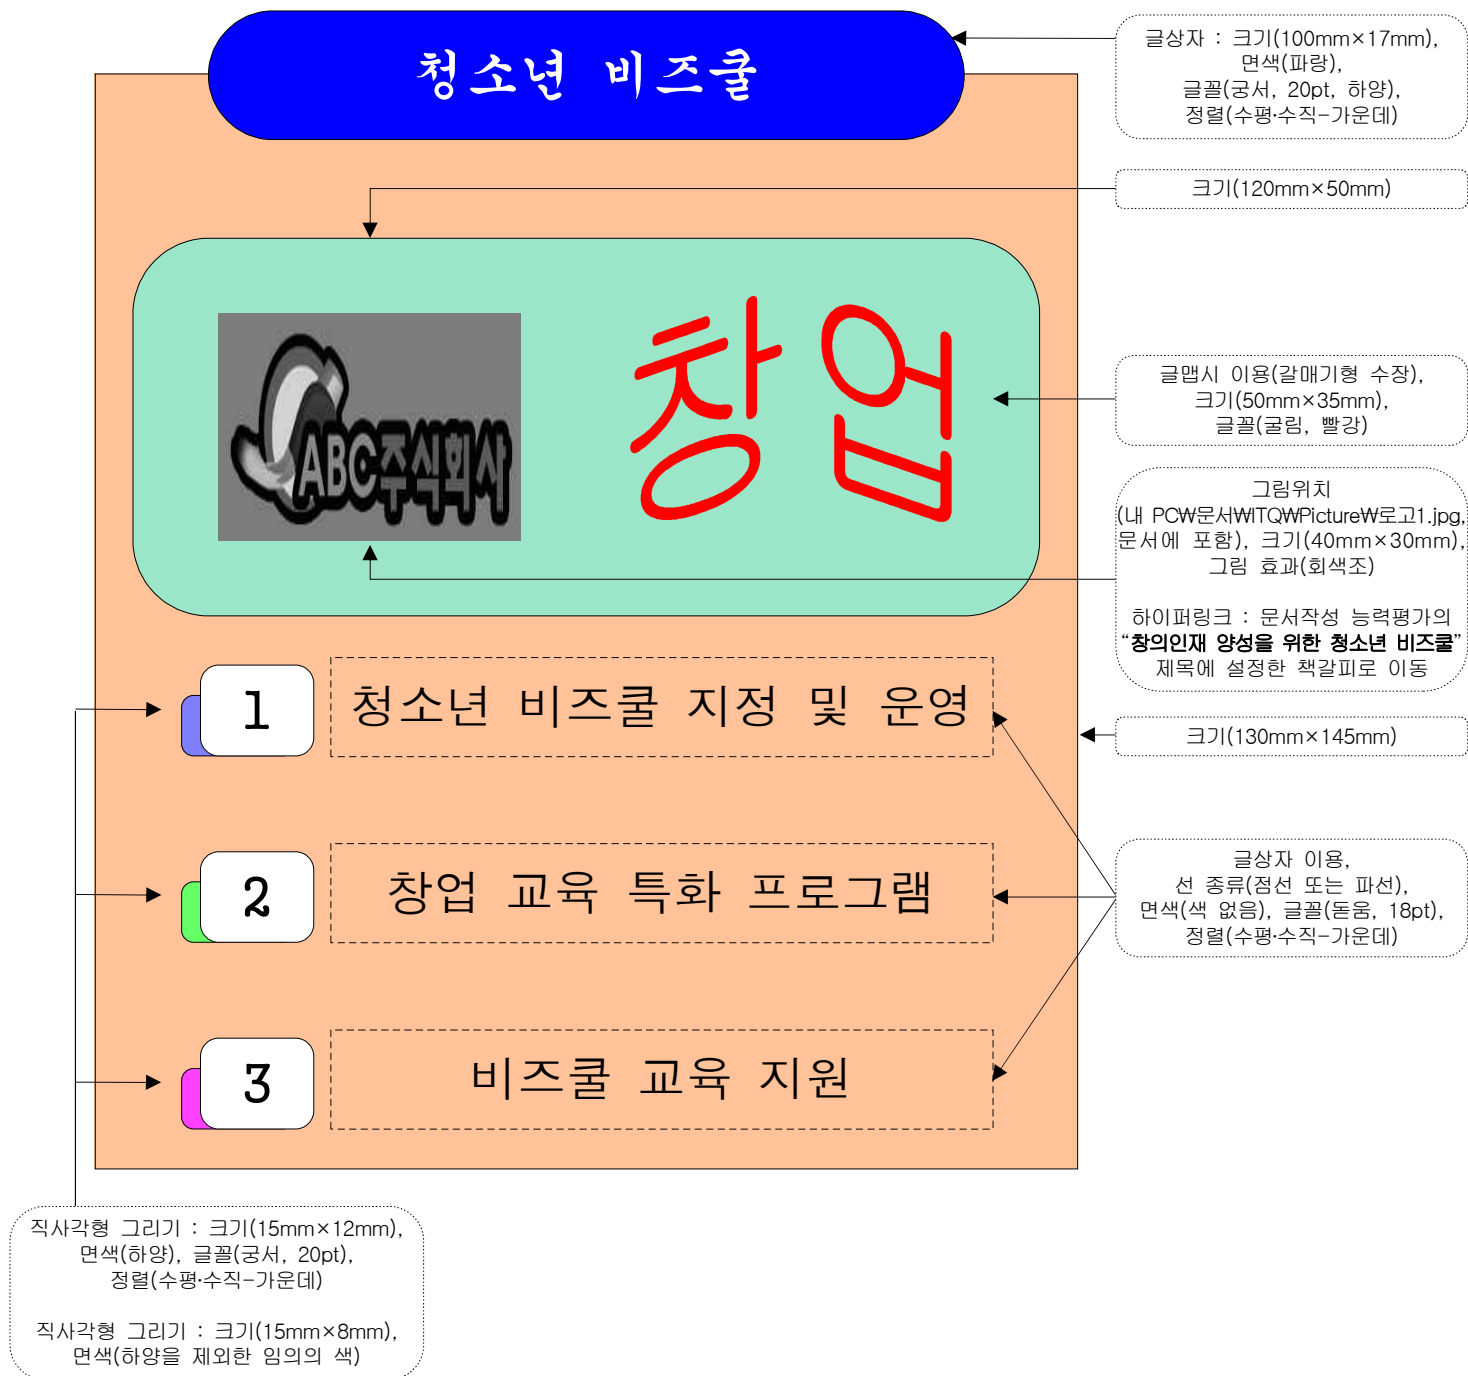 청소년 비즈쿨
글상자 : 크기(100mm×17mm),
면색(파랑),
글꼴(궁서, 20pt, 하양),
정렬(수평·수직-가운데)
크기(120mm×50mm)
ABC주식회사
창업
글맵시 이용(갈매기형 수장),
크기(50mm×35mm),
글꼴(굴림, 빨강)
그림위치
(내 PC₩문서₩ITQ₩Picture₩로고1.jpg,
문서에 포함), 크기(40mm×30mm),
그림 효과(회색조)
하이퍼링크 : 문서작성 능력평가의
“창의인재 양성을 위한 청소년 비즈쿨”
제목에 설정한 책갈피로 이동
1
청소년 비즈쿨 지정 및 운영
크기(130mm×145mm)
2
창업 교육 특화 프로그램
글상자 이용,
선 종류(점선 또는 파선),
면색(색 없음), 글꼴(돋움, 18pt),
정렬(수평·수직-가운데)
3
비즈쿨 교육 지원
직사각형 그리기 : 크기(15mm×12mm),
면색(하양), 글꼴(궁서, 20pt),
정렬(수평·수직-가운데)
직사각형 그리기 : 크기(15mm×8mm),
면색(하양을 제외한 임의의 색)